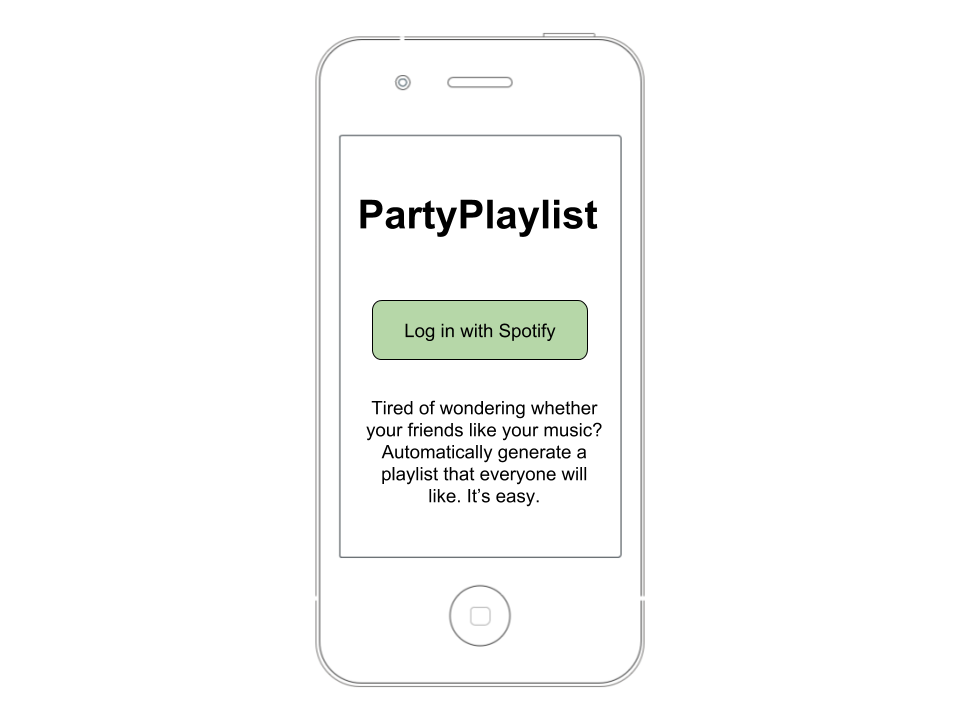 PartyPlaylist
Log in with Spotify
Tired of wondering whether
your friends like your music?
Automatically generate a
playlist that everyone will
like. It’s easy.